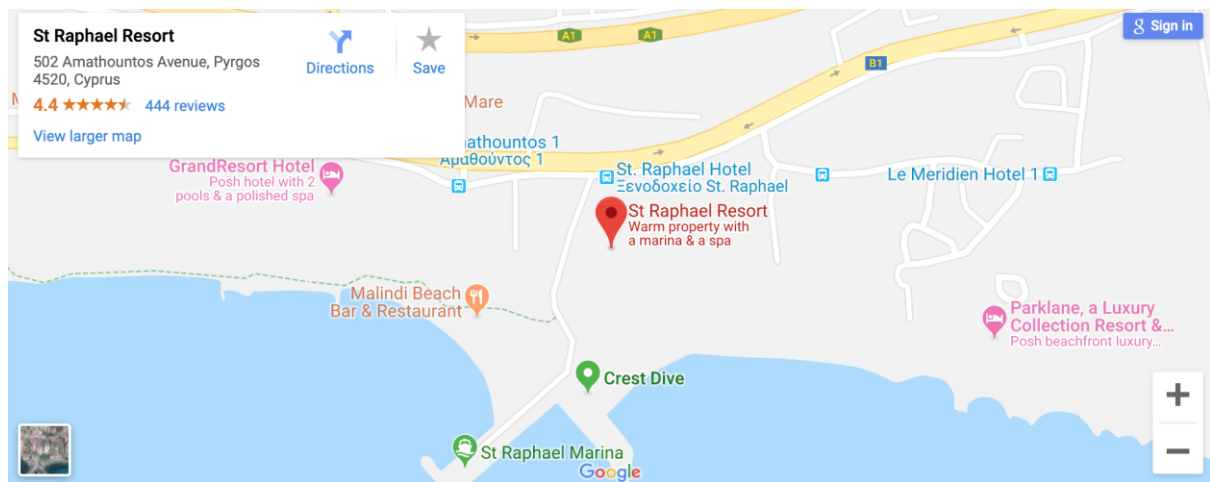 St Raphael Resort
502 Amathountos Avenue, Pyrgos
4520, Cyprus
4.4
444 reviews
View larger map
Directions
Save
Sign in
A1
A1
B1
Mare
athountos 1
Αμαθούντος 1
GrandResort Hotel
Posh hotel with 2
pools & a polished spa
St. Raphael Hotel
Ξενοδοχείο St. Raphael
Le Meridien Hotel 1
St Raphael Resort
Warm property with
a marina & a spa
Malindi Beach
Bar & Restaurant
Parklane, a Luxury
Collection Resort &...
Posh beachfront luxury...
Crest Dive
St Raphael Marina
Google